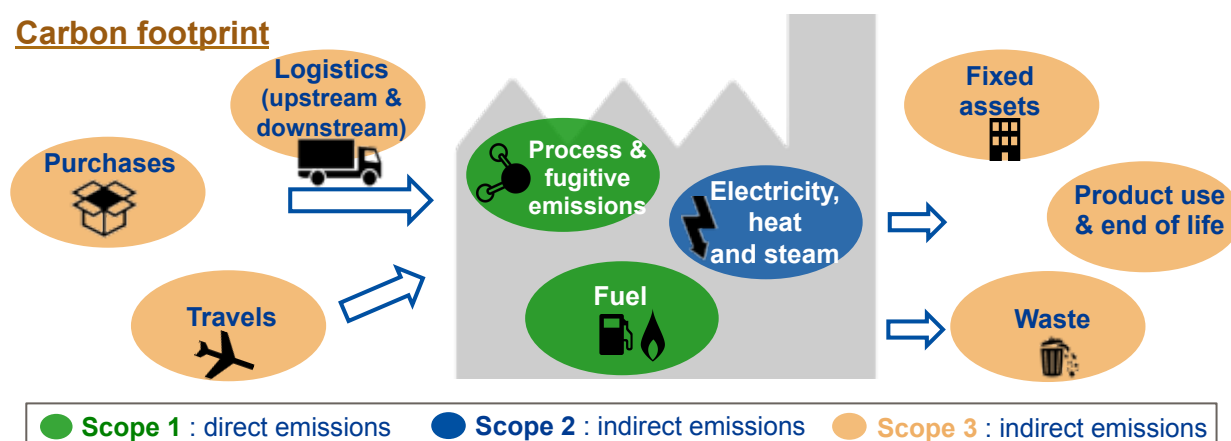 Carbon footprint
Logistics
(upstream &
downstream)
Purchases
Travels
Process &
fugitive
emissions
Electricity,
heat
and steam
Fuel
Fixed
assets
Product use
& end of life
Waste
Scope 1 : direct emissions
Scope 2 : indirect emissions
Scope 3 : indirect emissions